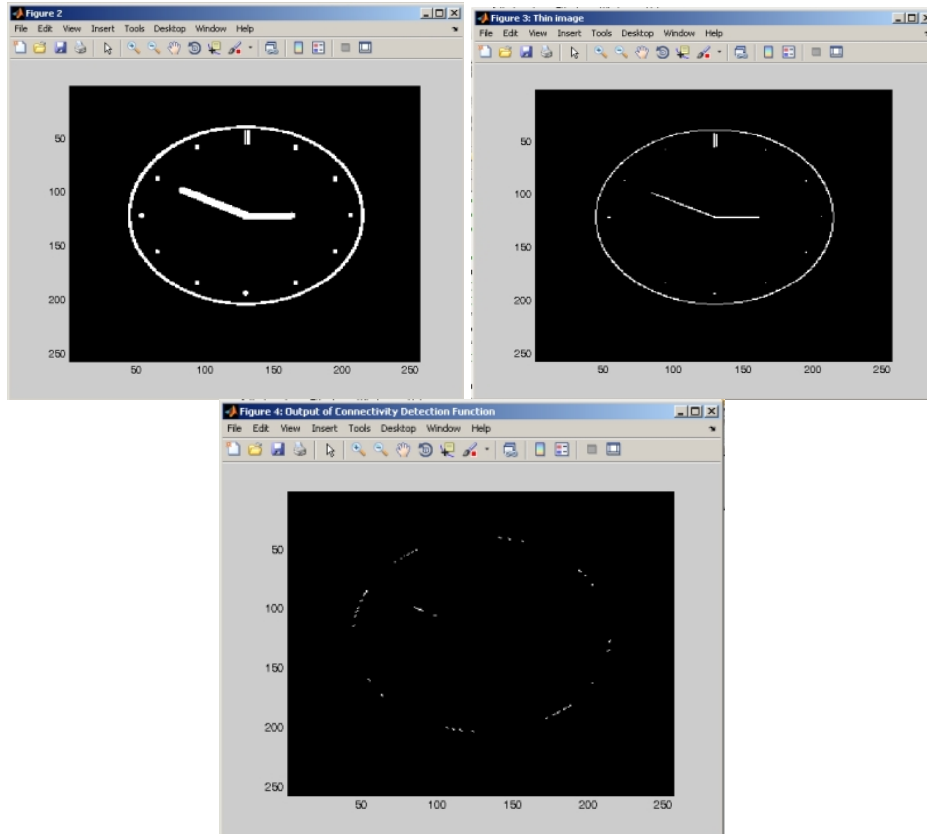 Figure 2
File Edit View Insert Tools Desktop Window Help
50
100
150
200
250
50 100 150 200 250
Figure 3: Thin image
File Edit View Insert Tools Desktop Window Help
50
100
150
200
250
50 100 150 200 250
Figure 4: Output of Connectivity Detection Function
File Edit View Insert Tools Desktop Window Help
50
100
150
200
250
50 100 150 200 250